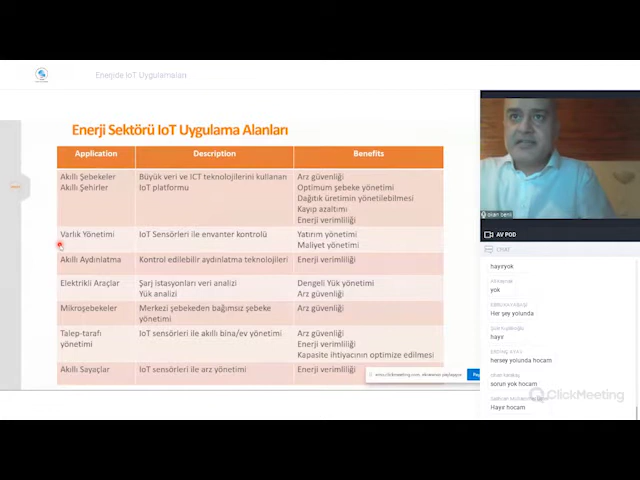 Enerjide IoT Uygulamaları
Enerji Sektörü IoT Uygulama Alanları
Application Description Benefits
Akıllı Şebekeler
Akıllı Şehirler
Büyük veri ve ICT teknolojilerini kullanan
IoT platformu
Arz güvenliği
Optimum şebeke yönetimi
Dağıtık üretimin yönetilebilmesi
Kayıp azaltımı
Enerji verimliliği
Varlık Yönetimi
IoT Sensörleri ile envanter kontrolü
Yatırım yönetimi
Maliyet yönetimi
Akıllı Aydınlatma
Kontrol edilebilir aydınlatma teknolojileri
Enerji verimliliği
Elektrikli Araçlar
Şarj istasyonları veri analizi
Yük analizi
Dengeli Yük yönetimi
Arz güvenliği
Mikroşebekeler
Merkezi şebekeden bağımsız şebeke
yönetimi
Arz güvenliği
Talep-tarafı
yönetimi
IoT sensörleri ile akıllı bina/ev yönetimi
Arz güvenliği
Enerji verimliliği
Kapasite ihtiyacının optimize edilmesi
Akıllı Sayaçlar
IoT sensörleri ile arz yönetimi
Enerji verimliliği
AV POD
CHAT
hayıryok
yok
Her şey yolunda
hayır
hersey yolunda hocam
sorun yok hocam
Hayır hocam
ClickMeeting